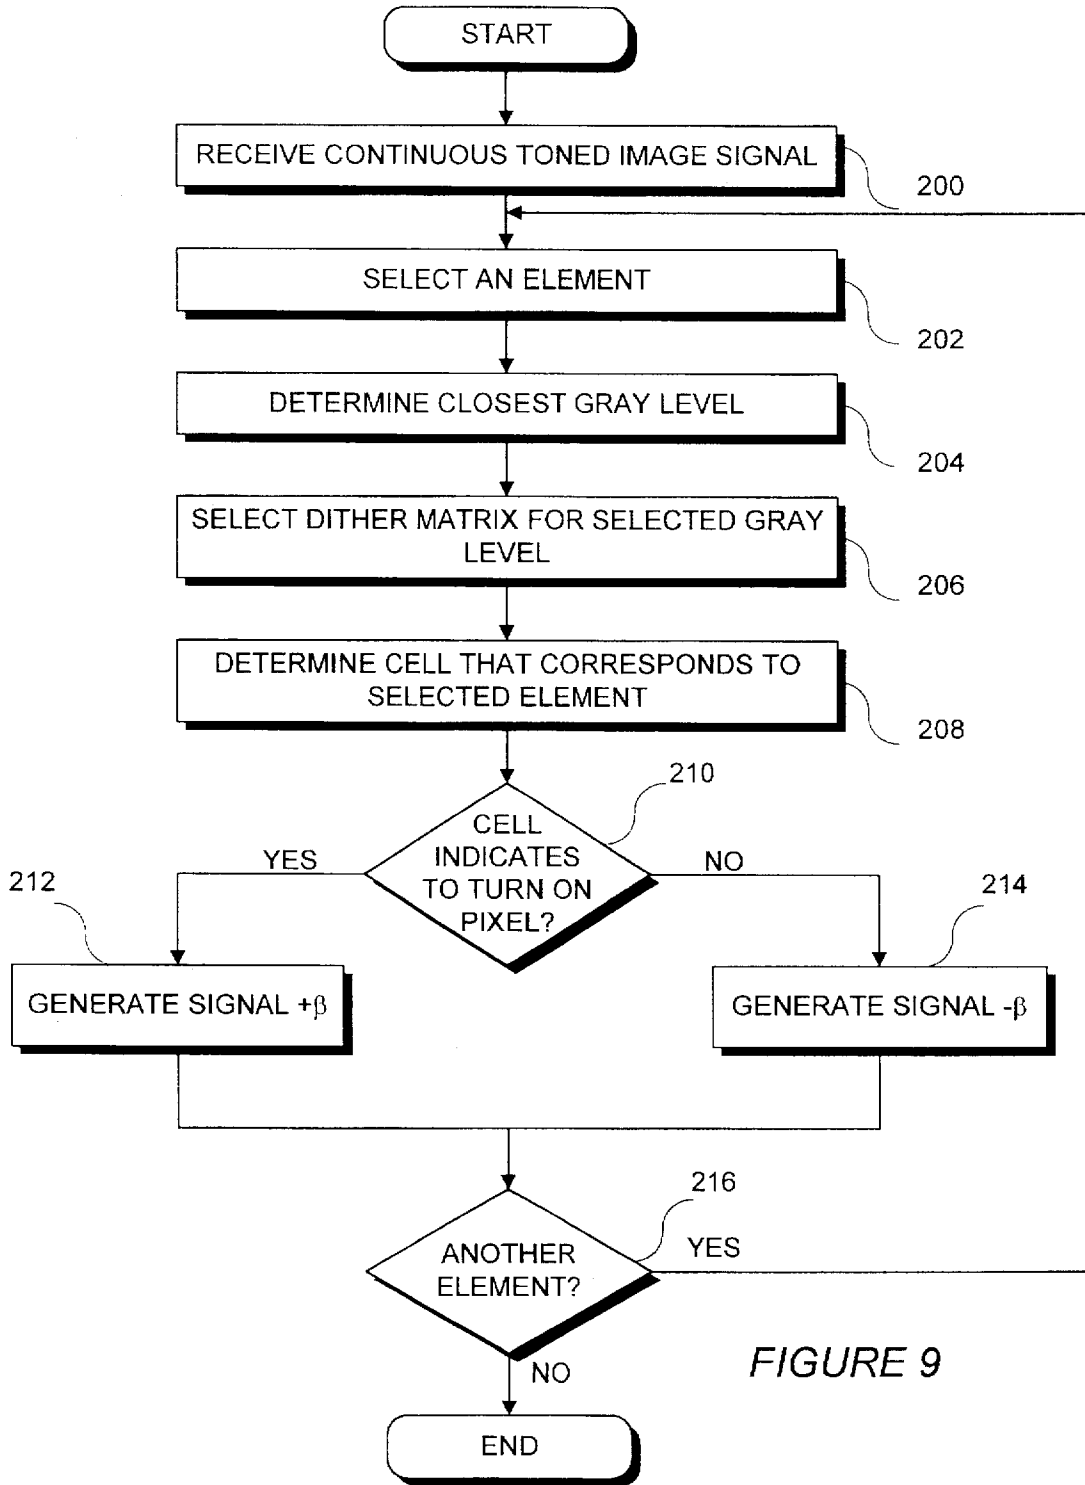 START
RECEIVE CONTINUOUS TONED IMAGE SIGNAL
200
SELECT AN ELEMENT
202
DETERMINE CLOSEST GRAY LEVEL
204
SELECT DITHER MATRIX FOR SELECTED GRAY
LEVEL
206
DETERMINE CELL THAT CORRESPONDS TO
SELECTED ELEMENT
208
210
CELL
INDICATES
TO TURN ON
PIXEL?
YES
NO
212
214
GENERATE SIGNAL +β
GENERATE SIGNAL -β
216
ANOTHER
ELEMENT?
YES
NO
FIGURE 9
END